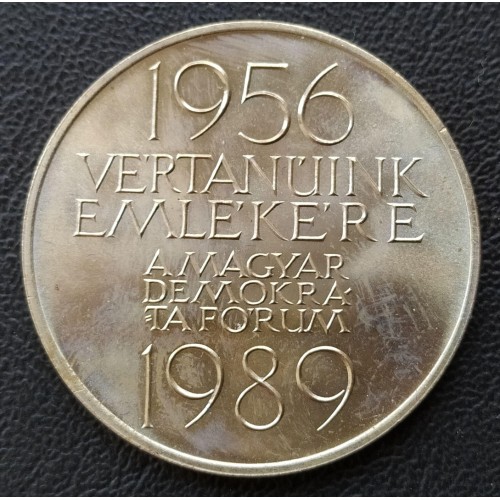 1956
VÉRTANÚINK
EMLÉKÉRE
A MAGYAR
DEMOKRA
TA FÓRUM
1989